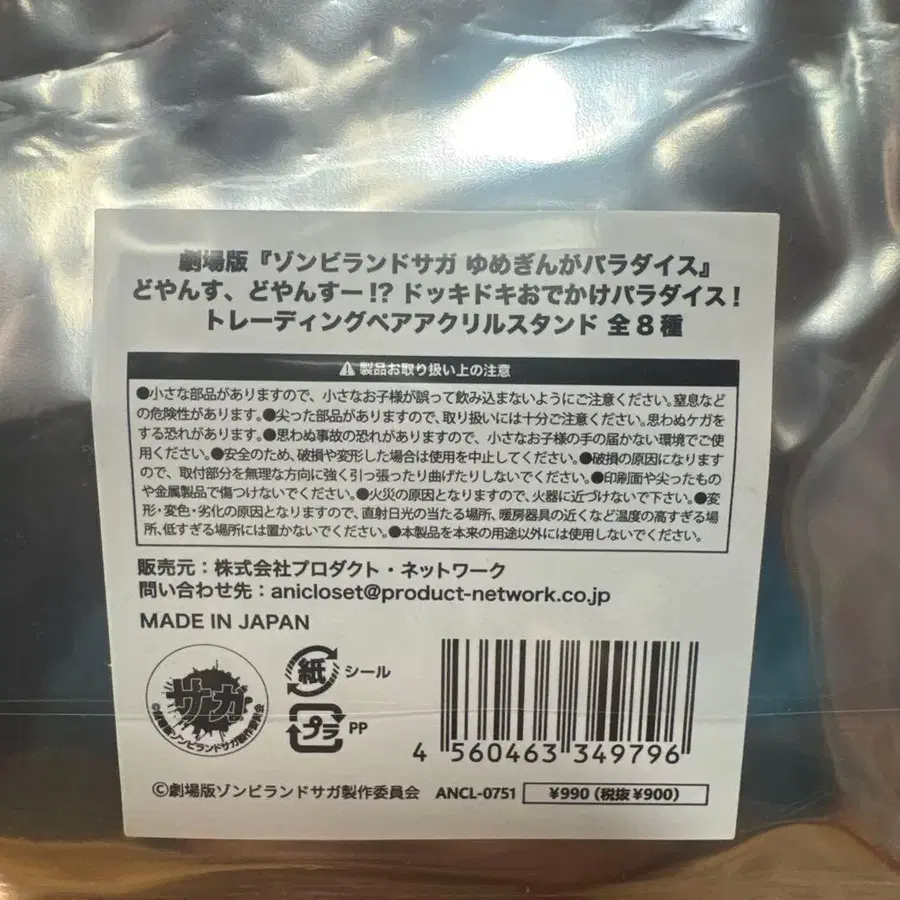 劇場版『ゾンビランドサガ ゆめぎんがパラダイス』
どやんす、どやんすー!? ドッキドキおでかけパラダイス!
トレーディングペアアクリルスタンド 全8種
製品お取り扱い上の注意
●小さな部品がありますので、小さなお子様が誤って飲み込まないようにご注意ください。窒息など
の危険性があります。●尖った部品がありますので、取り扱いには十分ご注意ください。思わぬケガを
する恐れがあります。●思わぬ事故の恐れがありますので、小さなお子様の手の届かない環境でご使
用ください。●安全のため、破損や変形した場合は使用を中止してください。●破損の原因になります
ので、取付部分を無理な方向に強く引っ張ったり曲げたりしないでください。●印刷面や尖ったもの
や金属製品で傷つけないでください。●火災の原因となりますので、火器に近づけないで下さい。●変
形・変色・劣化の原因となりますので、直射日光の当たる場所、暖房器具の近くなど温度の高すぎる場
所、低すぎる場所には置かないでください。●本製品を本来の用途以外には使用しないでください。
販売元：株式会社プロダクト・ネットワーク
問い合わせ先：anicloset@product-network.co.jp
MADE IN JAPAN
サガ
©劇場版ゾンビランドサガ製作委員会
紙 シール
プラ PP
4 560463 349796
©劇場版ゾンビランドサガ製作委員会 ANCL-0751 ¥990(税抜¥900)